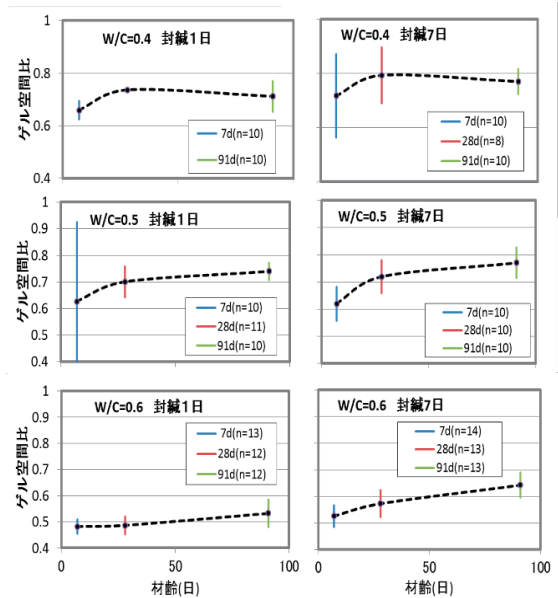 W/C=0.4 封緘1日
ゲル空間比
1
0.8
0.6
0.4
7d(n=10)
91d(n=10)
W/C=0.4 封緘7日
7d(n=10)
28d(n=8)
91d(n=10)
W/C=0.5 封緘1日
ゲル空間比
1
0.9
0.8
0.7
0.6
0.5
0.4
7d(n=10)
28d(n=11)
91d(n=10)
W/C=0.5 封緘7日
7d(n=10)
28d(n=10)
91d(n=10)
W/C=0.6 封緘1日
ゲル空間比
1
0.9
0.8
0.7
0.6
0.5
0.4
7d(n=13)
28d(n=12)
91d(n=12)
0 50 100
材齢(日)
W/C=0.6 封緘7日
7d(n=14)
28d(n=13)
91d(n=13)
0 50 100
材齢(日)